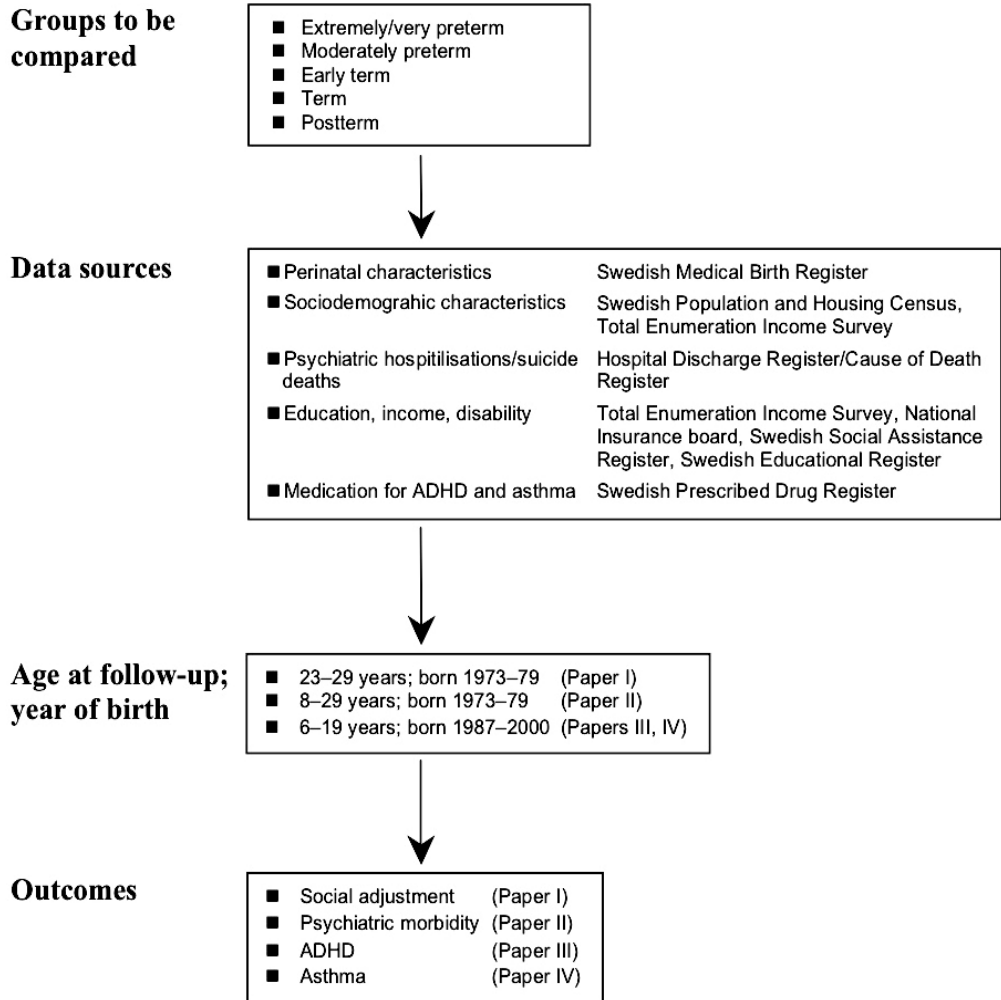 Groups to be
compared
■ Extremely/very preterm
■ Moderately preterm
■ Early term
■ Term
■ Postterm
Data sources
■ Perinatal characteristics Swedish Medical Birth Register
■ Sociodemograhic characteristics Swedish Population and Housing Census,
Total Enumeration Income Survey
■ Psychiatric hospitilisations/suicide Hospital Discharge Register/Cause of Death
deaths Register
■ Education, income, disability Total Enumeration Income Survey, National
Insurance board, Swedish Social Assistance
Register, Swedish Educational Register
■ Medication for ADHD and asthma Swedish Prescribed Drug Register
Age at follow-up;
year of birth
■ 23–29 years; born 1973–79 (Paper I)
■ 8–29 years; born 1973–79 (Paper II)
■ 6–19 years; born 1987–2000 (Papers III, IV)
Outcomes
■ Social adjustment (Paper I)
■ Psychiatric morbidity (Paper II)
■ ADHD (Paper III)
■ Asthma (Paper IV)